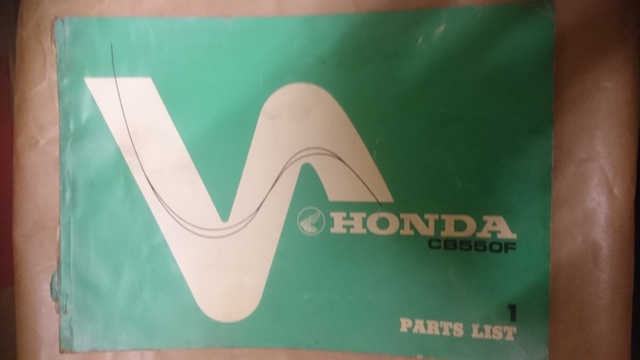 HONDA
CB550F
1
PARTS LIST